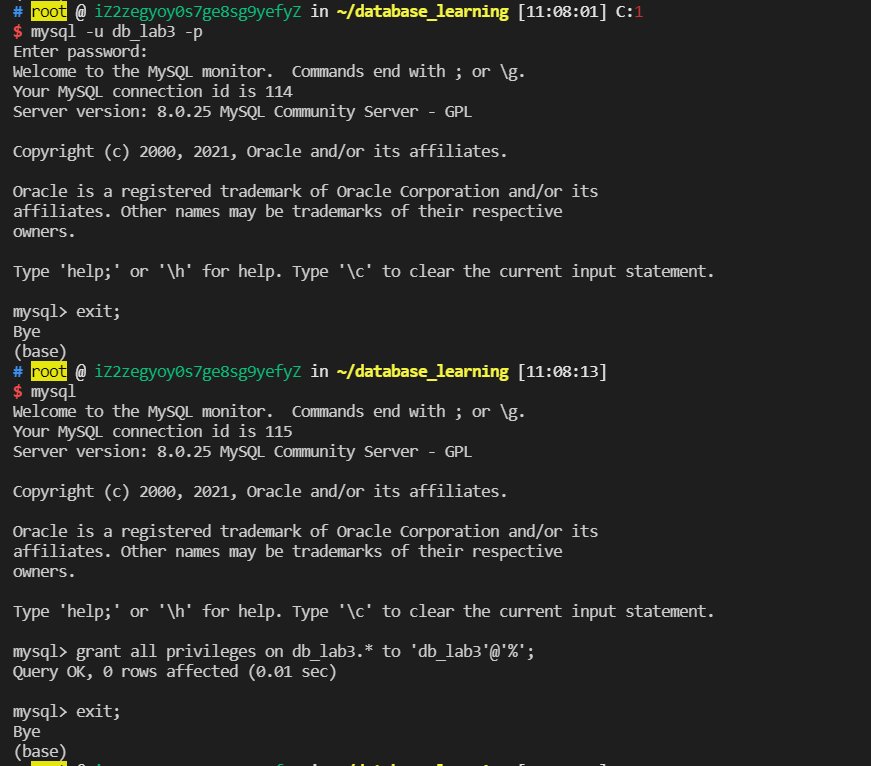 # root @ iZ2zegyoy0s7ge8sg9yefyZ in ~/database_learning [11:08:01] C:1
$ mysql -u db_lab3 -p
Enter password:
Welcome to the MySQL monitor.  Commands end with ; or \g.
Your MySQL connection id is 114
Server version: 8.0.25 MySQL Community Server - GPL
Copyright (c) 2000, 2021, Oracle and/or its affiliates.
Oracle is a registered trademark of Oracle Corporation and/or its
affiliates. Other names may be trademarks of their respective
owners.
Type 'help;' or '\h' for help. Type '\c' to clear the current input statement.
mysql> exit;
Bye
(base)
# root @ iZ2zegyoy0s7ge8sg9yefyZ in ~/database_learning [11:08:13]
$ mysql
Welcome to the MySQL monitor.  Commands end with ; or \g.
Your MySQL connection id is 115
Server version: 8.0.25 MySQL Community Server - GPL
Copyright (c) 2000, 2021, Oracle and/or its affiliates.
Oracle is a registered trademark of Oracle Corporation and/or its
affiliates. Other names may be trademarks of their respective
owners.
Type 'help;' or '\h' for help. Type '\c' to clear the current input statement.
mysql> grant all privileges on db_lab3.* to 'db_lab3'@'%';
Query OK, 0 rows affected (0.01 sec)
mysql> exit;
Bye
(base)